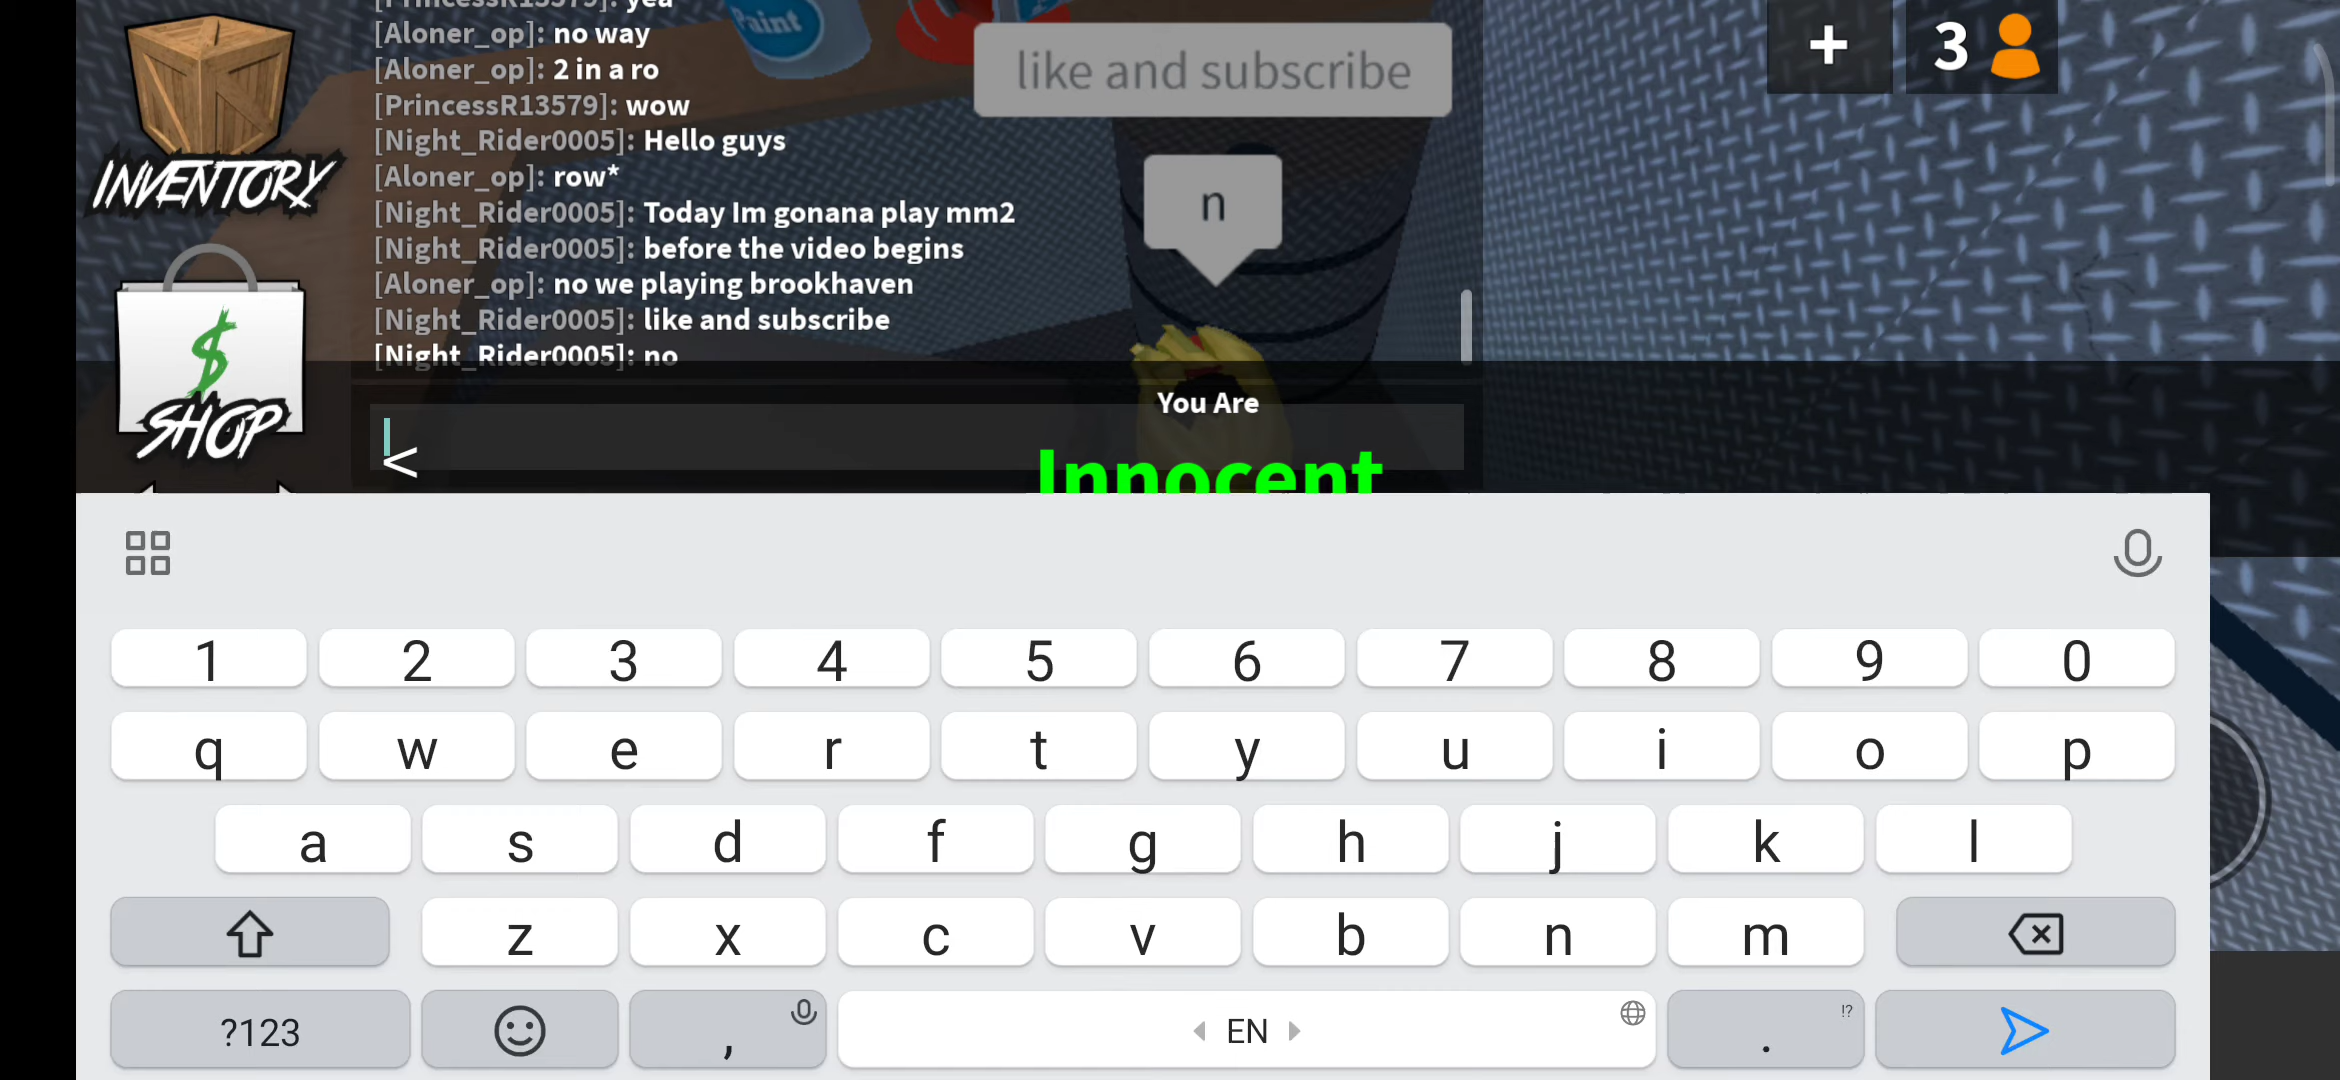 [PrincessR13579]: yea
[Aloner_op]: no way
[Aloner_op]: 2 in a ro
[PrincessR13579]: wow
[Night_Rider0005]: Hello guys
[Aloner_op]: row*
[Night_Rider0005]: Today Im gonana play mm2
[Night_Rider0005]: before the video begins
[Aloner_op]: no we playing brookhaven
[Night_Rider0005]: like and subscribe
[Night_Rider0005]: no
INVENTORY
$
SHOP
Paint
like and subscribe
n
+
3
<
You Are
Innocent
1 2 3 4 5 6 7 8 9 0
q w e r t y u i o p
a s d f g h j k l
z x c v b n m
?123 , EN !? .